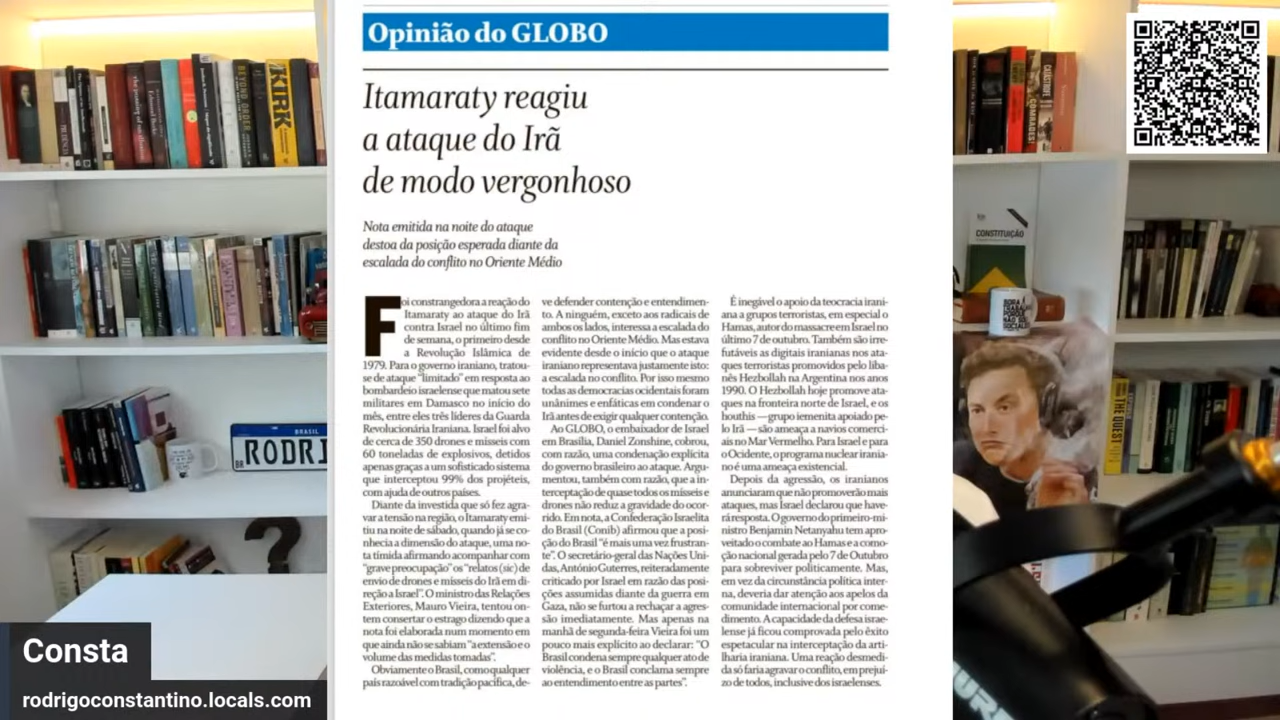 Opinião do GLOBO
Itamaraty reagiu
a ataque do Irã
de modo vergonhoso
Nota emitida na noite do ataque
destoa da posição esperada diante da
escalada do conflito no Oriente Médio
Foi constrangedora a reação do
Itamaraty ao ataque do Irã
contra Israel no último fim
de semana, o primeiro desde
a Revolução Islâmica de
1979. Para o governo iraniano, tratou-
se de ataque “limitado” em resposta ao
bombardeio israelense que matou sete
militares em Damasco no início do
mês, entre eles três líderes da Guarda
Revolucionária Iraniana. Israel foi alvo
de cerca de 350 drones e mísseis com
60 toneladas de explosivos, detidos
apenas graças a um sofisticado sistema
que interceptou 99% dos projéteis,
com ajuda de outros países.
Diante da investida que só fez agra-
var a tensão na região, o Itamaraty emi-
tiu na noite de sábado, quando já se co-
nhecia a dimensão do ataque, uma no-
ta tímida afirmando acompanhar com
“grave preocupação” os “relatos (sic) de
envio de drones e mísseis do Irã em di-
reção a Israel”. O ministro das Relações
Exteriores, Mauro Vieira, tentou on-
tem consertar o estrago dizendo que a
nota foi elaborada num momento em
que ainda não se sabiam “a extensão e o
volume das medidas tomadas”.
Obviamente o Brasil, como qualquer
país razoável com tradição pacífica, de-
ve defender contenção e entendimen-
to. A ninguém, exceto aos radicais de
ambos os lados, interessa a escalada do
conflito no Oriente Médio. Mas estava
evidente desde o início que o ataque
iraniano representava justamente isto:
a escalada no conflito. Por isso mesmo
todas as democracias ocidentais foram
unânimes e enfáticas em condenar o
Irã antes de exigir qualquer contenção.
Ao GLOBO, o embaixador de Israel
em Brasília, Daniel Zonshine, cobrou,
com razão, uma condenação explícita
do governo brasileiro ao ataque. Argu-
mentou, também com razão, que a in-
terceptação de quase todos os mísseis e
drones não reduz a gravidade do ocor-
rido. Em nota, a Confederação Israelita
do Brasil (Conib) afirmou que a posi-
ção do Brasil “é mais uma vez frustran-
te”. O secretário-geral das Nações Uni-
das, António Guterres, reiteradamente
criticado por Israel em razão das posi-
ções assumidas diante da guerra em
Gaza, não se furtou a rechaçar a agres-
são imediatamente. Mas apenas na
manhã de segunda-feira Vieira foi um
pouco mais explícito ao declarar: “O
Brasil condena sempre qualquer ato de
violência, e o Brasil conclama sempre
ao entendimento entre as partes”.
É inegável o apoio da teocracia irani-
ana a grupos terroristas, em especial o
Hamas, autor do massacre em Israel no
último 7 de outubro. Também são irre-
futáveis as digitais iranianas nos ata-
ques terroristas promovidos pelo liba-
nês Hezbollah na Argentina nos anos
1990. O Hezbollah hoje promove ata-
ques na fronteira norte de Israel, e os
houthis — grupo iemenita apoiado pe-
lo Irã — são ameaça a navios comerci-
ais no Mar Vermelho. Para Israel e para
o Ocidente, o programa nuclear irania-
no é uma ameaça existencial.
Depois da agressão, os iranianos
anunciaram que não promoverão mais
ataques, mas Israel declarou que have-
rá resposta. O governo do primeiro-mi-
nistro Benjamin Netanyahu tem apro-
veitado o combate ao Hamas e a como-
ção nacional gerada pelo 7 de Outubro
para sobreviver politicamente. Mas,
em vez da circunstância política inter-
na, deveria dar atenção aos apelos da
comunidade internacional por come-
dimento. A capacidade da defesa israe-
lense já ficou comprovada pelo êxito
espetacular na interceptação da arti-
lharia iraniana. Uma reação desmedi-
da só faria agravar o conflito, em prejuí-
zo de todos, inclusive dos israelenses.
KIRK
BEYOND ORDER
CONSTITUIÇÃO
THE QUEST
BRASIL
BR
.RODRI
Consta
rodrigoconstantino.locals.com